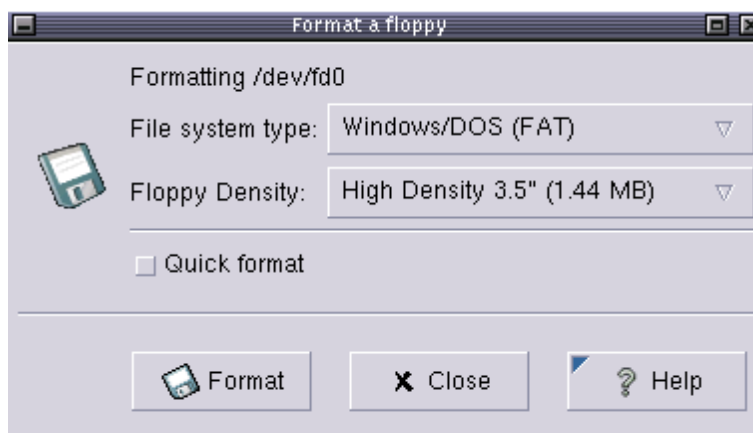 Format a floppy
Formatting /dev/fd0
File system type: Windows/DOS (FAT)
Floppy Density: High Density 3.5" (1.44 MB)
Quick format
Format Close Help